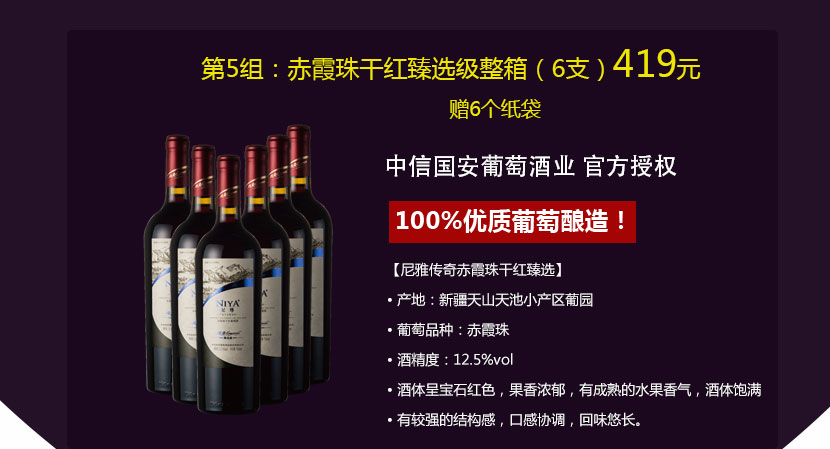 第5组：赤霞珠干红臻选级整箱（6支）419元
赠6个纸袋
中信国安葡萄酒业 官方授权
100%优质葡萄酿造！
【尼雅传奇赤霞珠干红臻选】
• 产地：新疆天山天池小产区葡园
• 葡萄品种：赤霞珠
• 酒精度：12.5%vol
• 酒体呈宝石红色，果香浓郁，有成熟的水果香气，酒体饱满
• 有较强的结构感，口感协调，回味悠长。
NIYA